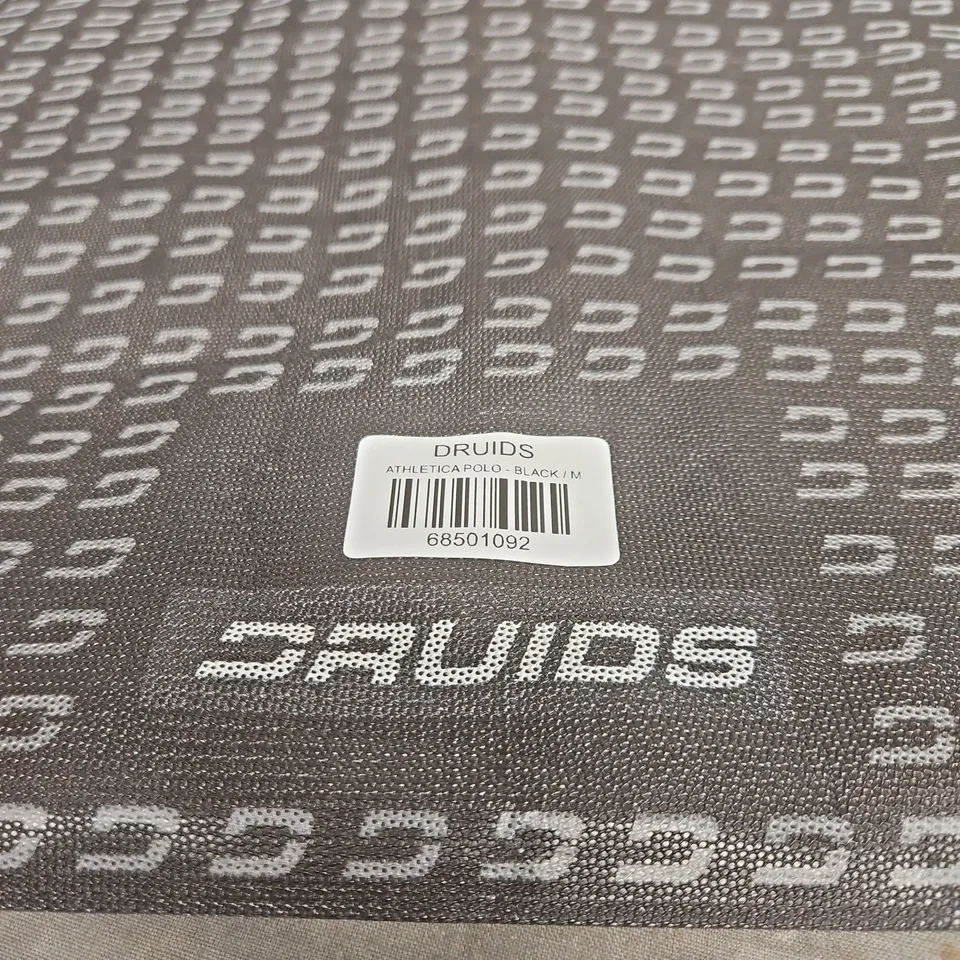 DRUIDS
ATHLETICA POLO - BLACK / M
68501092
DRUIDS